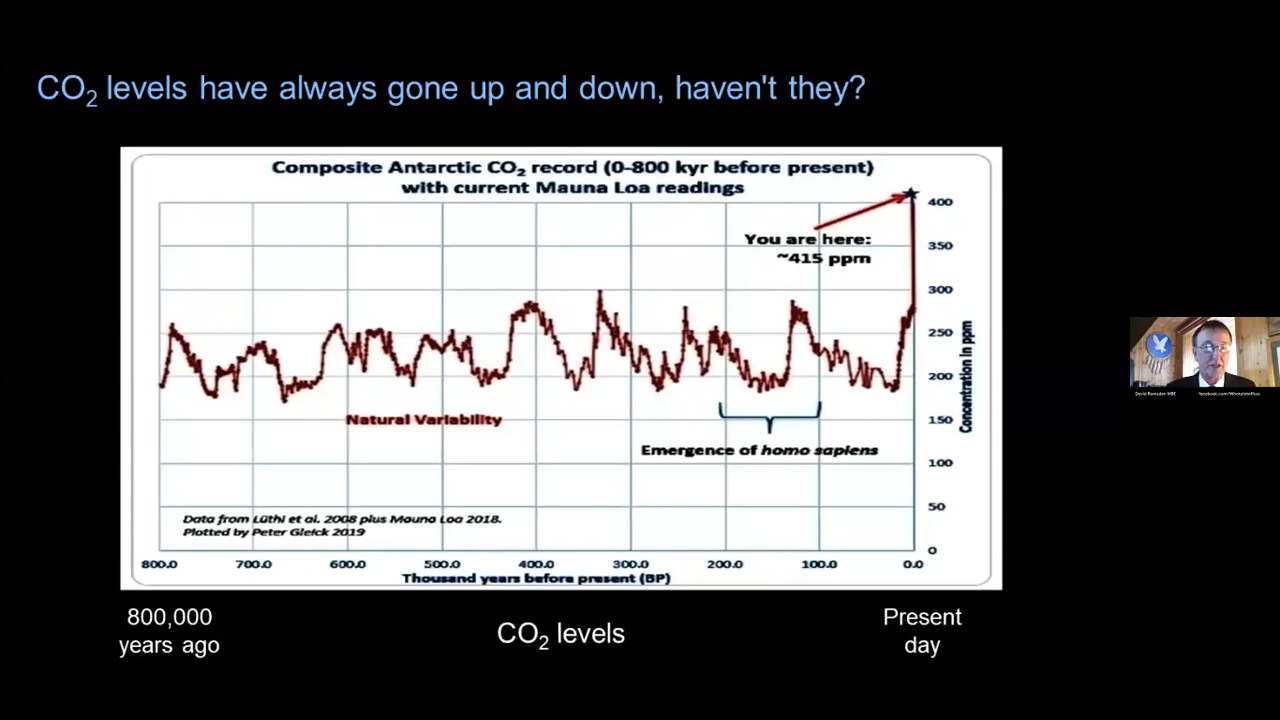 CO2 levels have always gone up and down, haven't they?
Composite Antarctic CO2 record (0-800 kyr before present)
with current Mauna Loa readings
400
You are here:
~415 ppm
350
300
250
200
150
100
50
0
Concentration in ppm
Natural Variability
Emergence of homo sapiens
Data from Lüthi et al. 2008 plus Mauna Loa 2018.
Plotted by Peter Gleick 2019
800.0 700.0 600.0 500.0 400.0 300.0 200.0 100.0 0.0
Thousand years before present (BP)
800,000
years ago
CO2 levels
Present
day
David Ramsden MBE